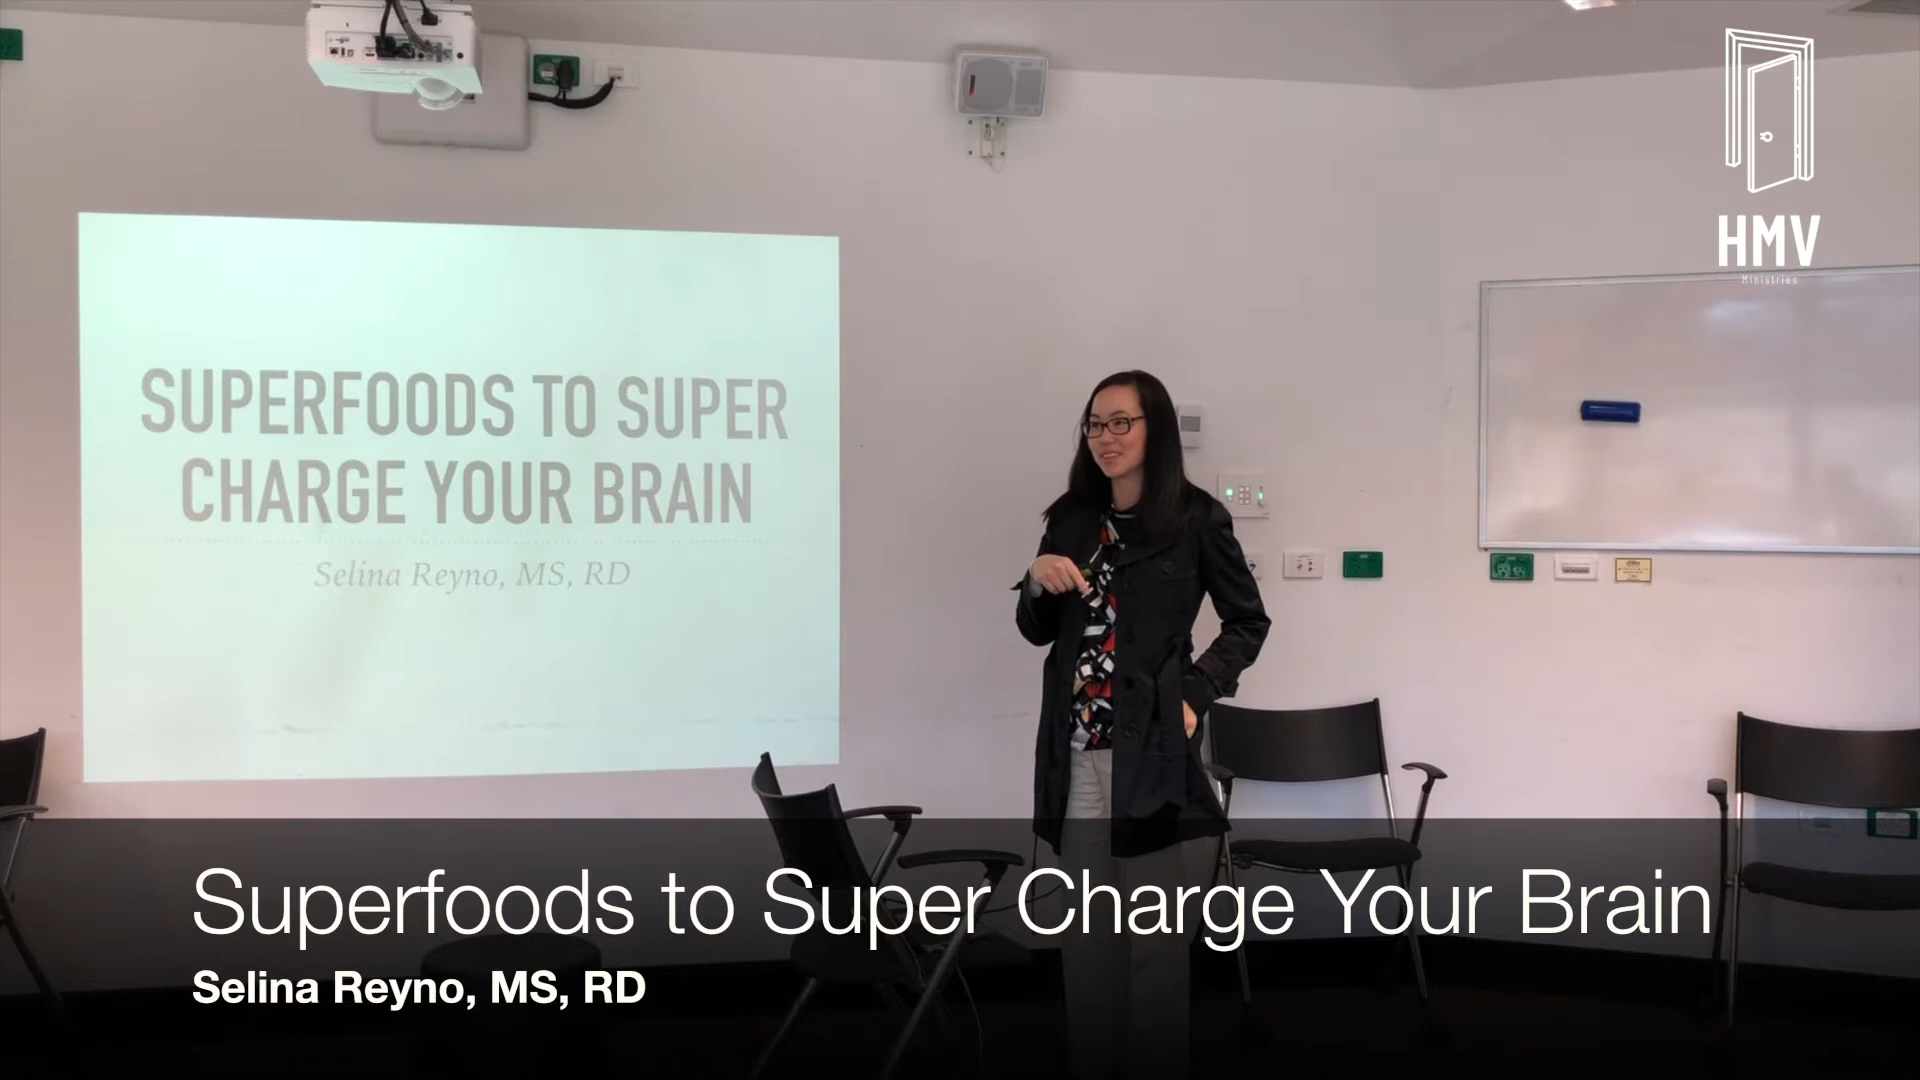 HMV
Ministries
SUPERFOODS TO SUPER
CHARGE YOUR BRAIN
Selina Reyno, MS, RD
Superfoods to Super Charge Your Brain
Selina Reyno, MS, RD